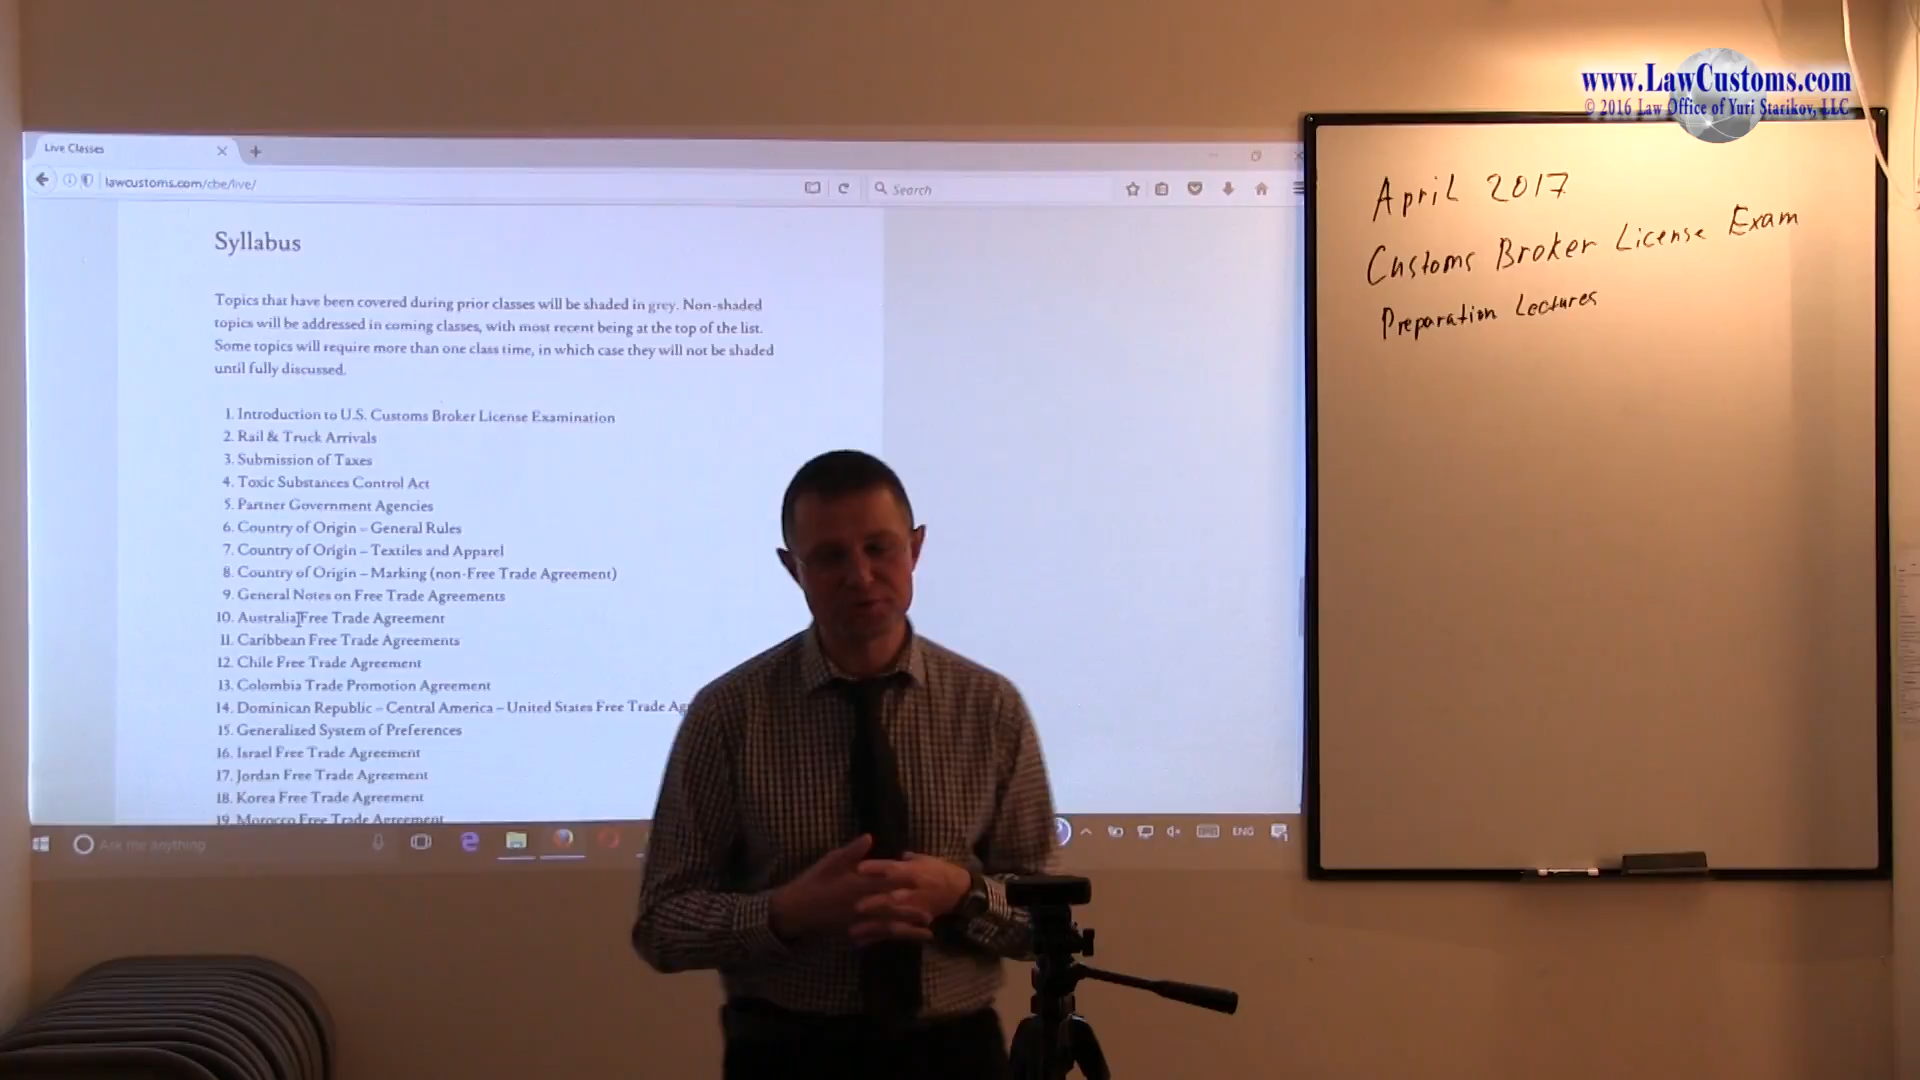 www.LawCustoms.com
© 2016 Law Office of Yuri Starikov, LLC
Live Classes
lawcustoms.com/cbe/live/
Search
Syllabus
Topics that have been covered during prior classes will be shaded in grey. Non-shaded
topics will be addressed in coming classes, with most recent being at the top of the list.
Some topics will require more than one class time, in which case they will not be shaded
until fully discussed.
1. Introduction to U.S. Customs Broker License Examination
2. Rail & Truck Arrivals
3. Submission of Taxes
4. Toxic Substances Control Act
5. Partner Government Agencies
6. Country of Origin – General Rules
7. Country of Origin – Textiles and Apparel
8. Country of Origin – Marking (non-Free Trade Agreement)
9. General Notes on Free Trade Agreements
10. Australia Free Trade Agreement
11. Caribbean Free Trade Agreements
12. Chile Free Trade Agreement
13. Colombia Trade Promotion Agreement
14. Dominican Republic – Central America – United States Free Trade Ag
15. Generalized System of Preferences
16. Israel Free Trade Agreement
17. Jordan Free Trade Agreement
18. Korea Free Trade Agreement
19. Morocco Free Trade Agreement
Ask me anything
ENG
April 2017
Customs Broker License Exam
Preparation Lectures